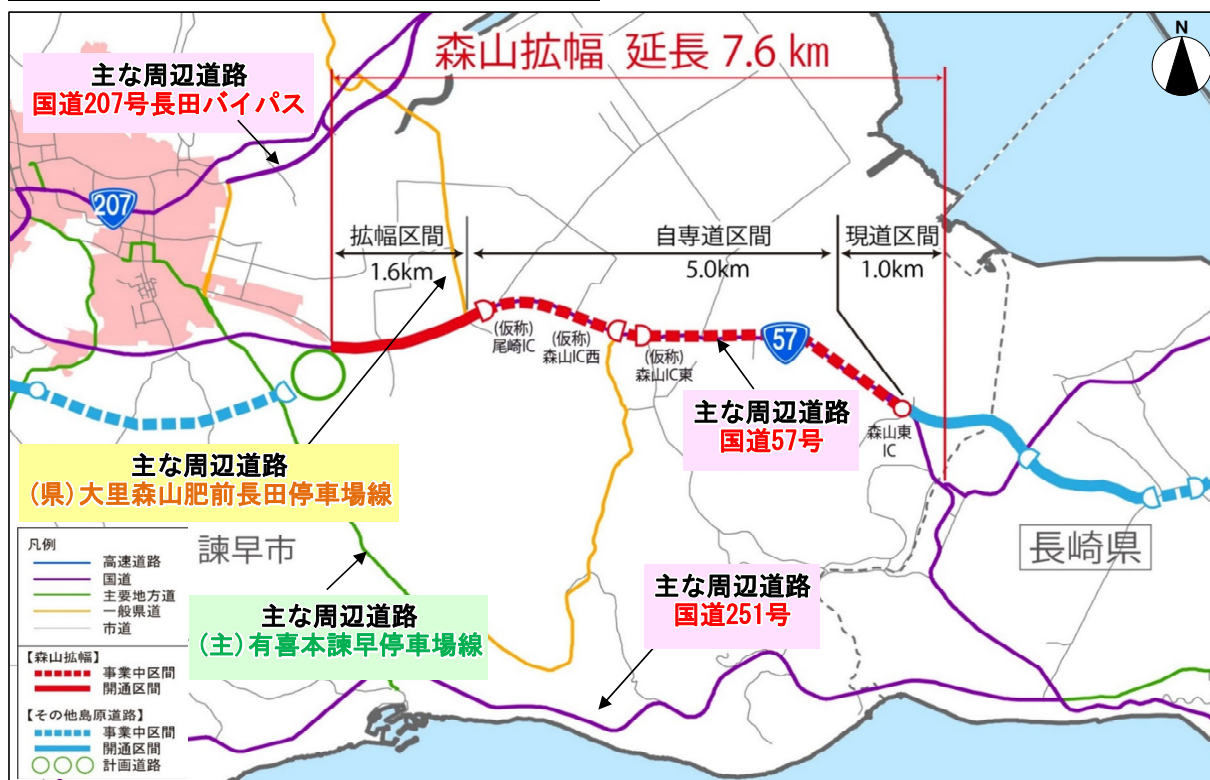 森山拡幅 延長 7.6 km
N
主な周辺道路
国道207号長田バイパス
207
拡幅区間
1.6km
自専道区間
5.0km
現道区間
1.0km
(仮称)
尾崎IC
(仮称)
森山IC西
(仮称)
森山IC東
57
主な周辺道路
国道57号
森山東
IC
主な周辺道路
(県)大里森山肥前長田停車場線
諫早市
長崎県
主な周辺道路
(主)有喜本諫早停車場線
主な周辺道路
国道251号
凡例
高速道路
国道
主要地方道
一般県道
市道
【森山拡幅】
事業中区間
開通区間
【その他島原道路】
事業中区間
開通区間
計画道路